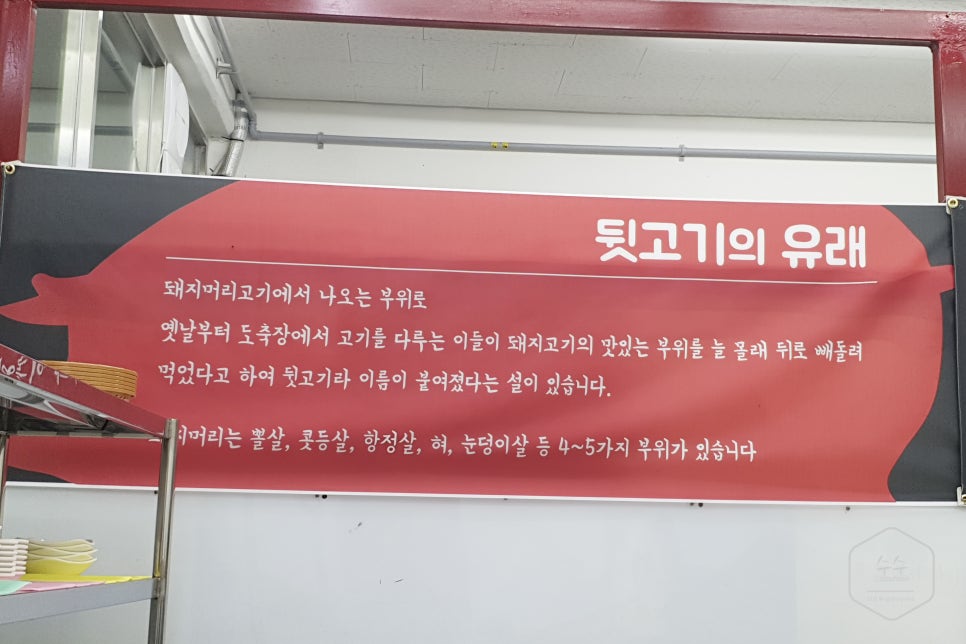 뒷고기의 유래
돼지머리고기에서 나오는 부위로
옛날부터 도축장에서 고기를 다루는 이들이 돼지고기의 맛있는 부위를 늘 몰래 뒤로 빼돌려
먹었다고 하여 뒷고기라 이름이 붙여졌다는 설이 있습니다.
지머리는 뽈살, 콧등살, 항정살, 혀, 눈덩이살 등 4~5가지 부위가 있습니다
수수